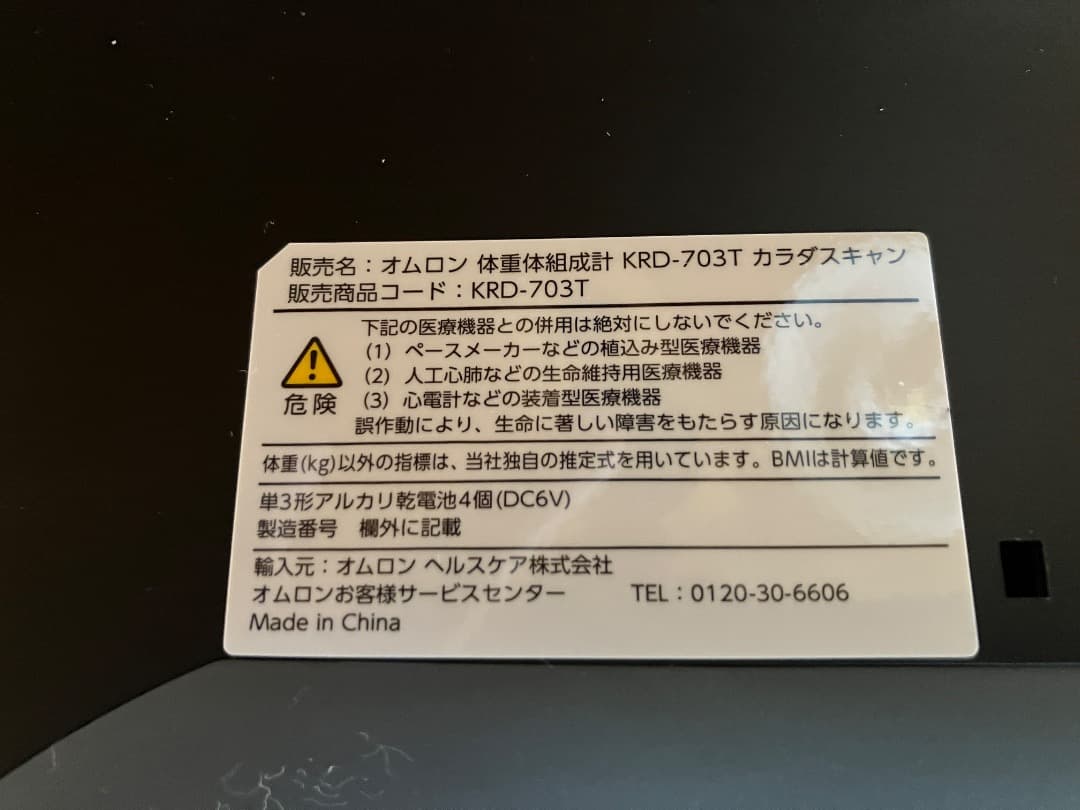 販売名：オムロン 体重体組成計 KRD-703T カラダスキャン
販売商品コード：KRD-703T
下記の医療機器との併用は絶対にしないでください。
(1) ペースメーカーなどの植込み型医療機器
(2) 人工心肺などの生命維持用医療機器
(3) 心電計などの装着型医療機器
危険
誤作動により、生命に著しい障害をもたらす原因になります。
体重(kg)以外の指標は、当社独自の推定式を用いています。BMIは計算値です。
単3形アルカリ乾電池4個(DC6V)
製造番号 欄外に記載
輸入元：オムロン ヘルスケア株式会社
オムロンお客様サービスセンター TEL：0120-30-6606
Made in China